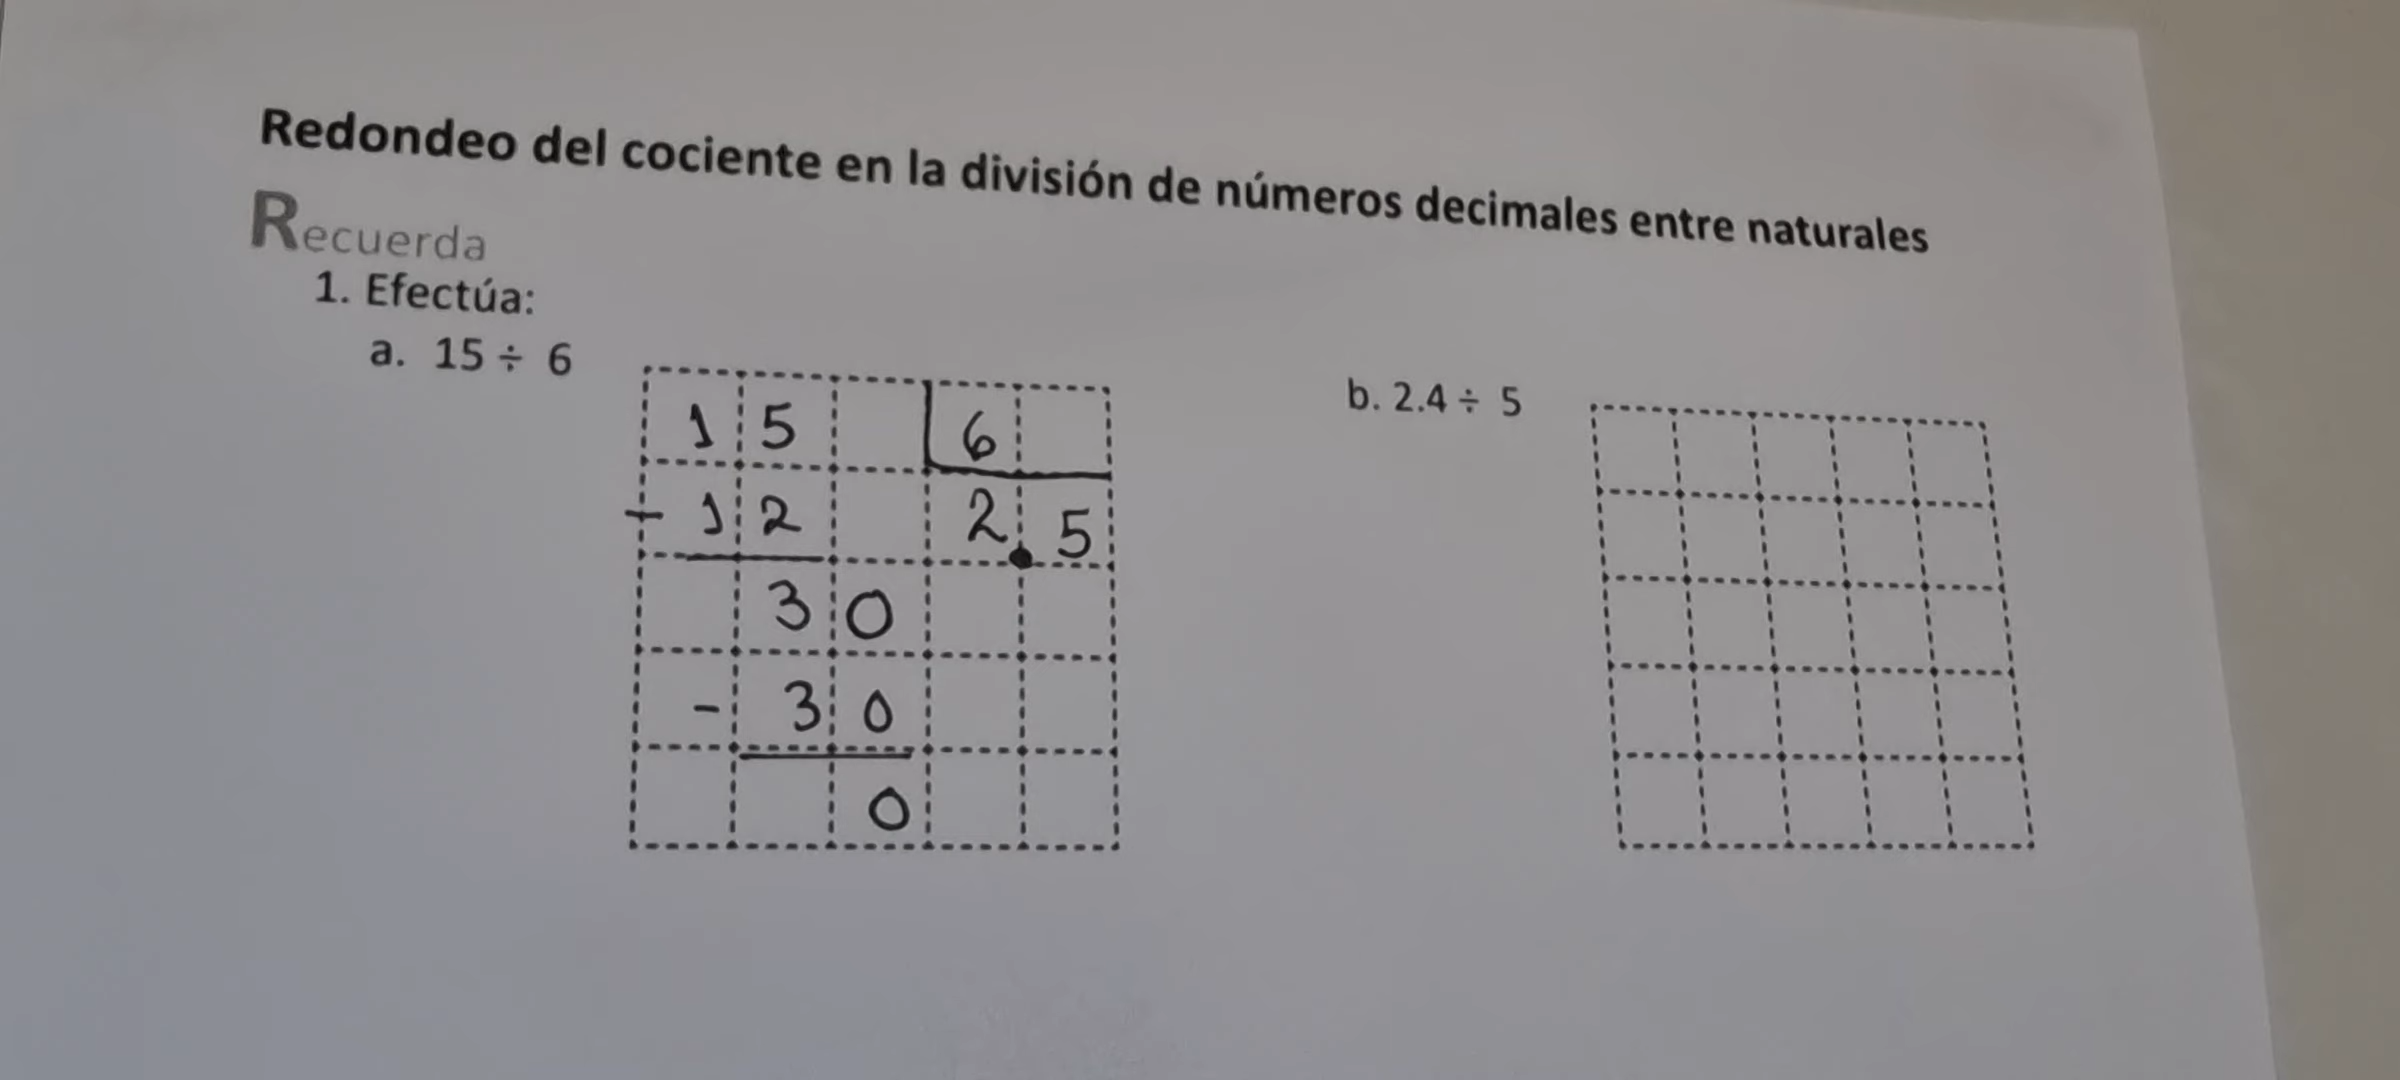 Redondeo del cociente en la división de números decimales entre naturales
Recuerda
1. Efectúa:
a. 15 ÷ 6
15 6
- 12 2.5
30
- 30
0
b. 2.4 ÷ 5